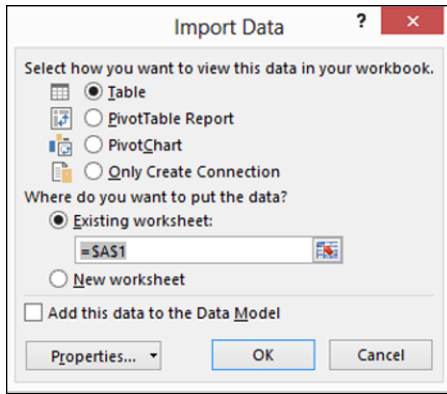 Import Data ?
Select how you want to view this data in your workbook.
Table
PivotTable Report
PivotChart
Only Create Connection
Where do you want to put the data?
Existing worksheet:
=$A$1
New worksheet
Add this data to the Data Model
Properties... OK Cancel